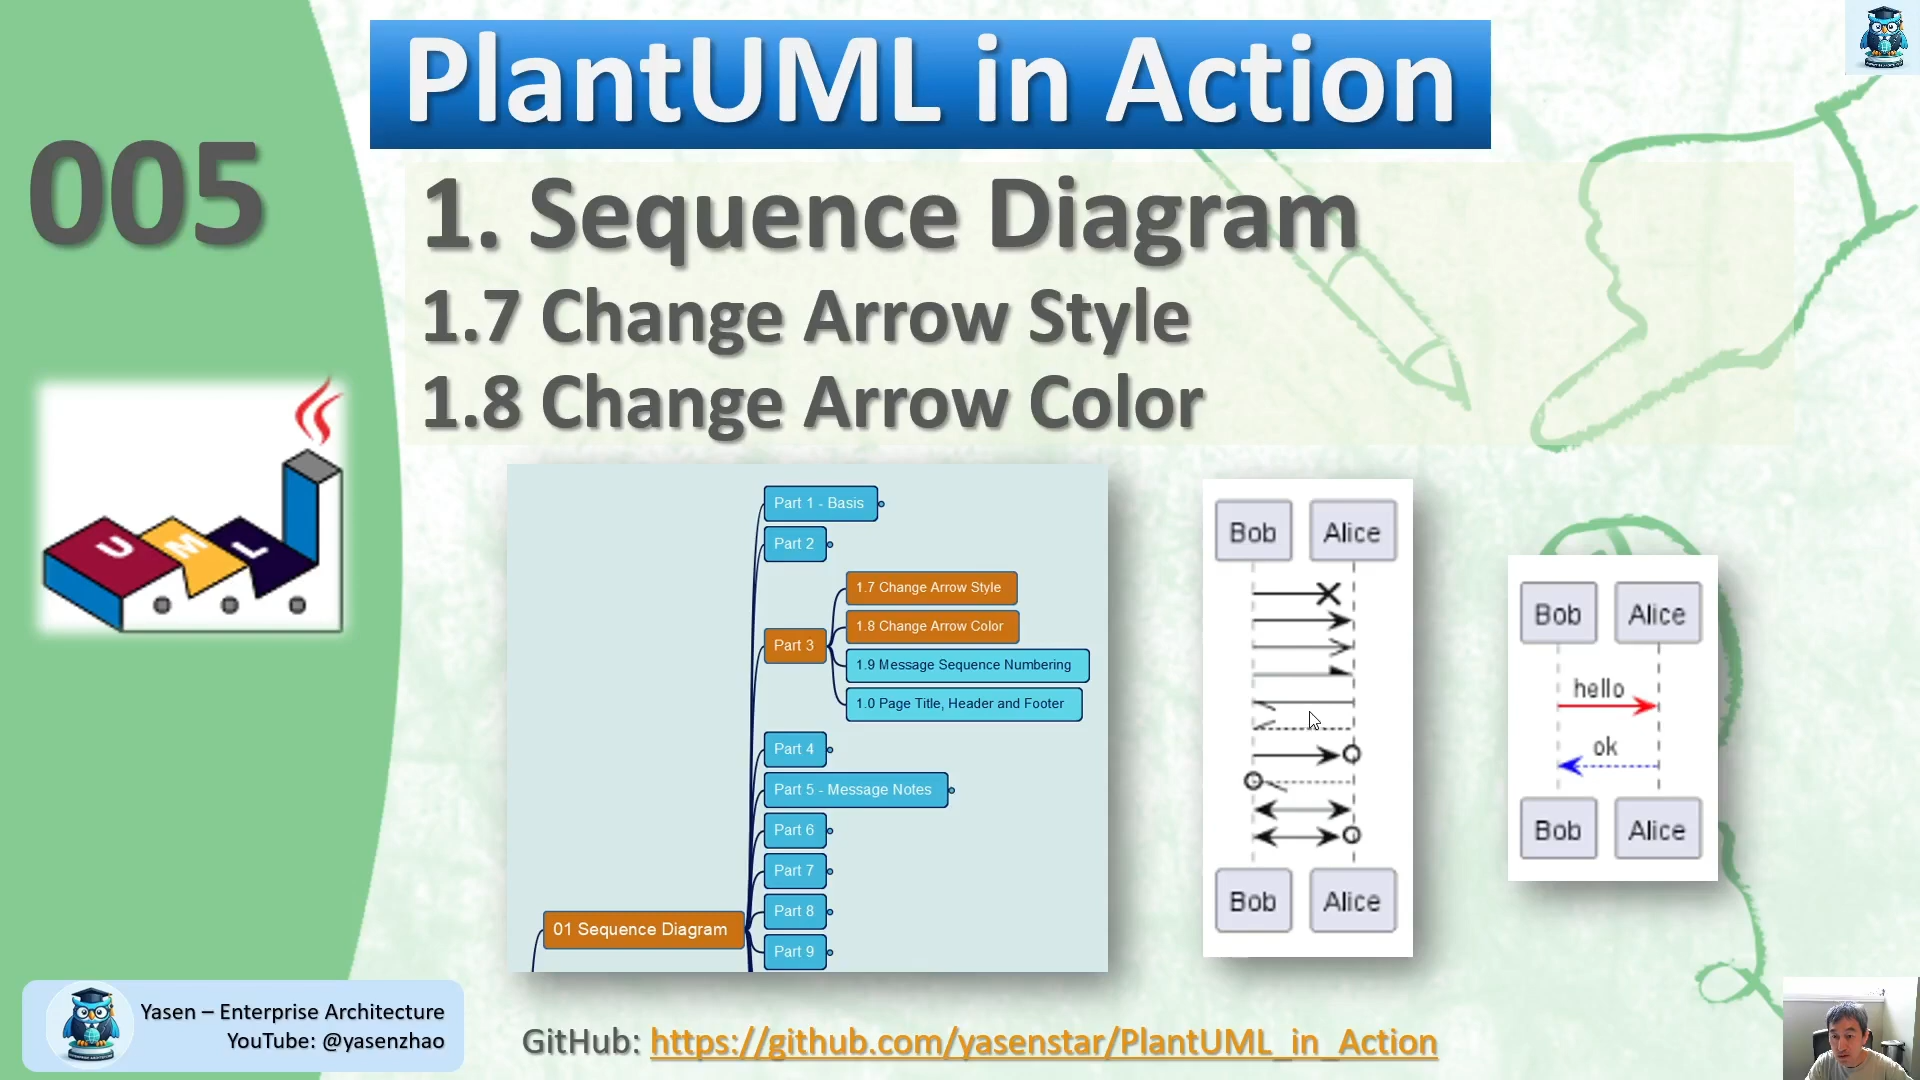 PlantUML in Action
005
1. Sequence Diagram
1.7 Change Arrow Style
1.8 Change Arrow Color
U M L
Part 1 - Basis
Part 2
1.7 Change Arrow Style
1.8 Change Arrow Color
Part 3
1.9 Message Sequence Numbering
1.0 Page Title, Header and Footer
Part 4
Part 5 - Message Notes
Part 6
Part 7
Part 8
01 Sequence Diagram
Part 9
Bob Alice
Bob Alice
Bob Alice
hello
ok
Bob Alice
Yasen – Enterprise Architecture
YouTube: @yasenzhao
GitHub: https://github.com/yasenstar/PlantUML_in_Action